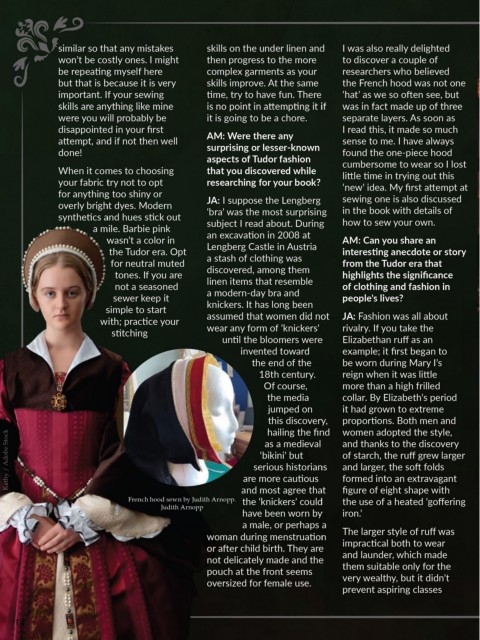 similar so that any mistakes
won't be costly ones. I might
be repeating myself here
but that is because it is very
important. If your sewing
skills are anything like mine
were you will probably be
disappointed in your first
attempt, and if not then well
done!
When it comes to choosing
your fabric try not to opt
for anything too shiny or
overly bright dyes. Modern
synthetics and hues stick out
a mile. Barbie pink
wasn't a color in
the Tudor era. Opt
for neutral muted
tones. If you are
not a seasoned
sewer keep it
simple to start
with; practice your
stitching
skills on the under linen and
then progress to the more
complex garments as your
skills improve. At the same
time, try to have fun. There
is no point in attempting it if
it is going to be a chore.
AM: Were there any
surprising or lesser-known
aspects of Tudor fashion
that you discovered while
researching for your book?
JA: I suppose the Lengberg
'bra' was the most surprising
subject I read about. During
an excavation in 2008 at
Lengberg Castle in Austria
a stash of clothing was
discovered, among them
linen items that resemble
a modern-day bra and
knickers. It has long been
assumed that women did not
wear any form of 'knickers'
until the bloomers were
invented toward
the end of the
18th century.
Of course,
the media
jumped on
this discovery,
hailing the find
as a medieval
'bikini' but
serious historians
are more cautious
and most agree that
the 'knickers' could
have been worn by
a male, or perhaps a
woman during menstruation
or after child birth. They are
not delicately made and the
pouch at the front seems
oversized for female use.
French hood sewn by Judith Arnopp.
Judith Arnopp
I was also really delighted
to discover a couple of
researchers who believed
the French hood was not one
'hat' as we so often see, but
was in fact made up of three
separate layers. As soon as
I read this, it made so much
sense to me. I have always
found the one-piece hood
cumbersome to wear so I lost
little time in trying out this
'new' idea. My first attempt at
sewing one is also discussed
in the book with details of
how to sew your own.
AM: Can you share an
interesting anecdote or story
from the Tudor era that
highlights the significance
of clothing and fashion in
people's lives?
JA: Fashion was all about
rivalry. If you take the
Elizabethan ruff as an
example; it first began to
be worn during Mary I's
reign when it was little
more than a high frilled
collar. By Elizabeth's period
it had grown to extreme
proportions. Both men and
women adopted the style,
and thanks to the discovery
of starch, the ruff grew larger
and larger, the soft folds
formed into an extravagant
figure of eight shape with
the use of a heated 'goffering
iron.'
The larger style of ruff was
impractical both to wear
and launder, which made
them suitable only for the
very wealthy, but it didn't
prevent aspiring classes
/ Adobe Stock